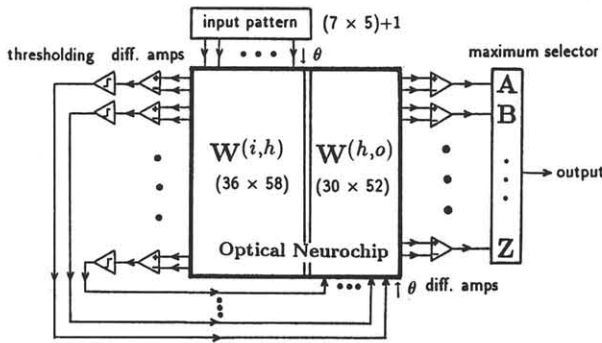 input pattern (7 × 5)+1
thresholding diff. amps ↓ θ maximum selector
A
B
W^(i,h) W^(h,o)
(36 × 58) (30 × 52)
output
Z
Optical Neurochip
↑ θ diff. amps